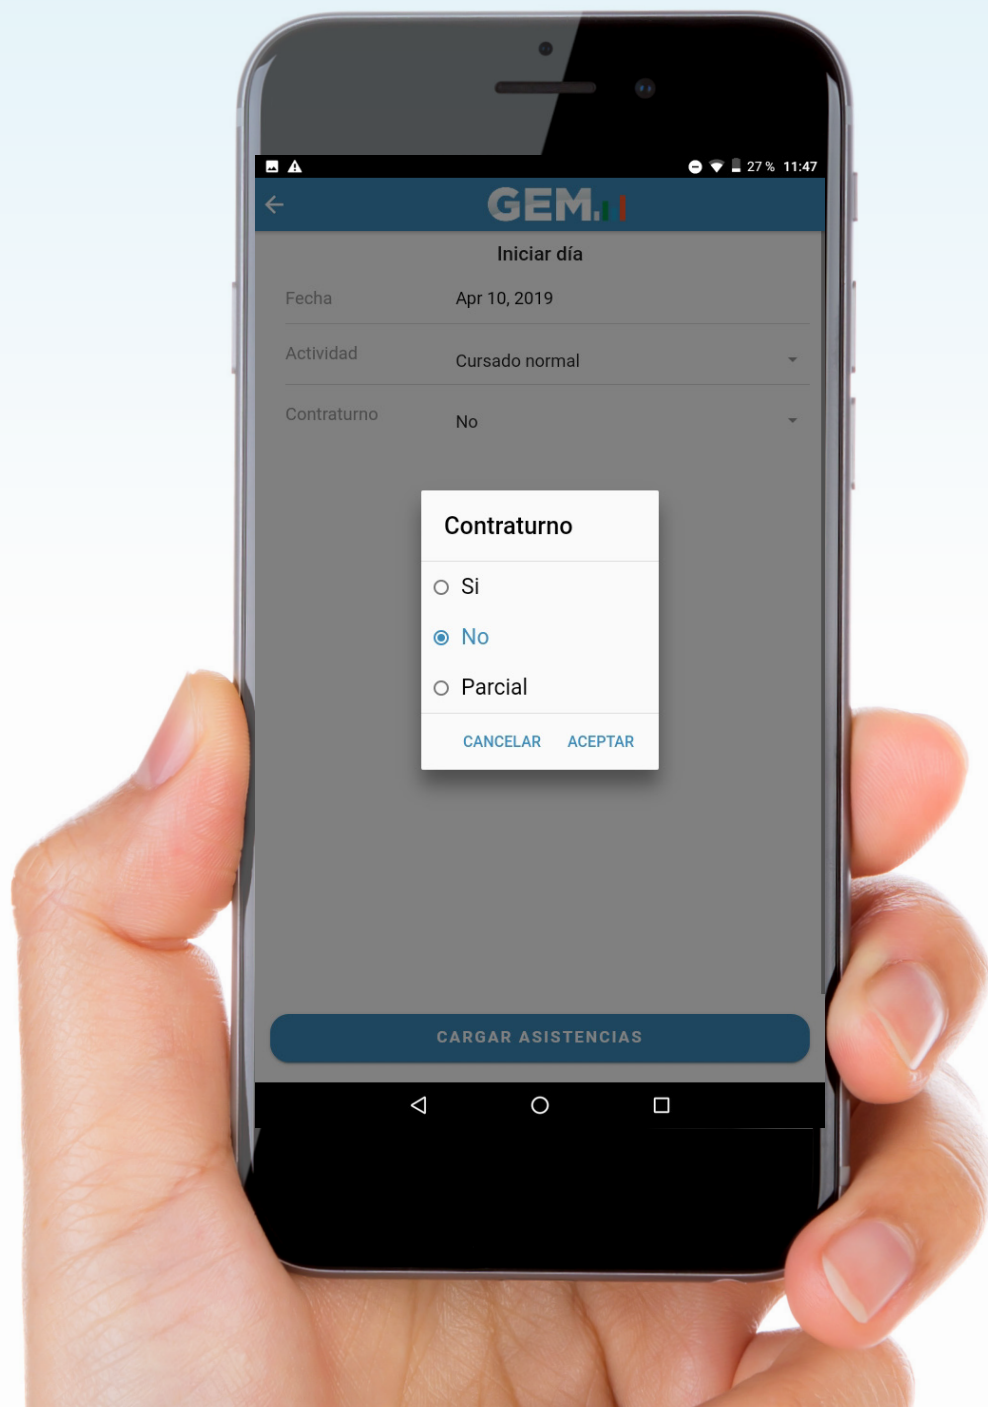 27 % 11:47
GEM.
Iniciar día
Fecha Apr 10, 2019
Actividad Cursado normal
Contraturno No
Contraturno
Si
No
Parcial
CANCELAR ACEPTAR
CARGAR ASISTENCIAS